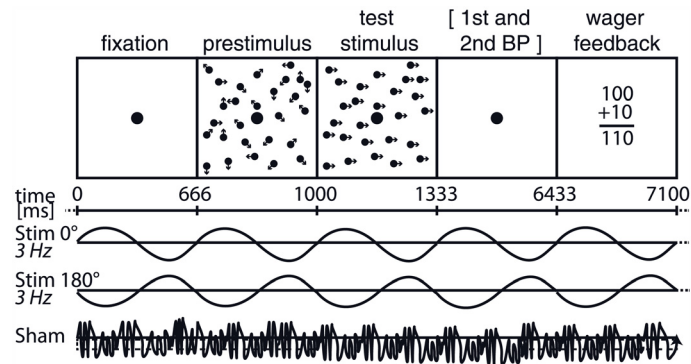 fixation
prestimulus
test
stimulus
[ 1st and
2nd BP ]
wager
feedback
100
+10
110
time
[ms]
0 666 1000 1333 6433 7100
Stim 0°
3 Hz
Stim 180°
3 Hz
Sham